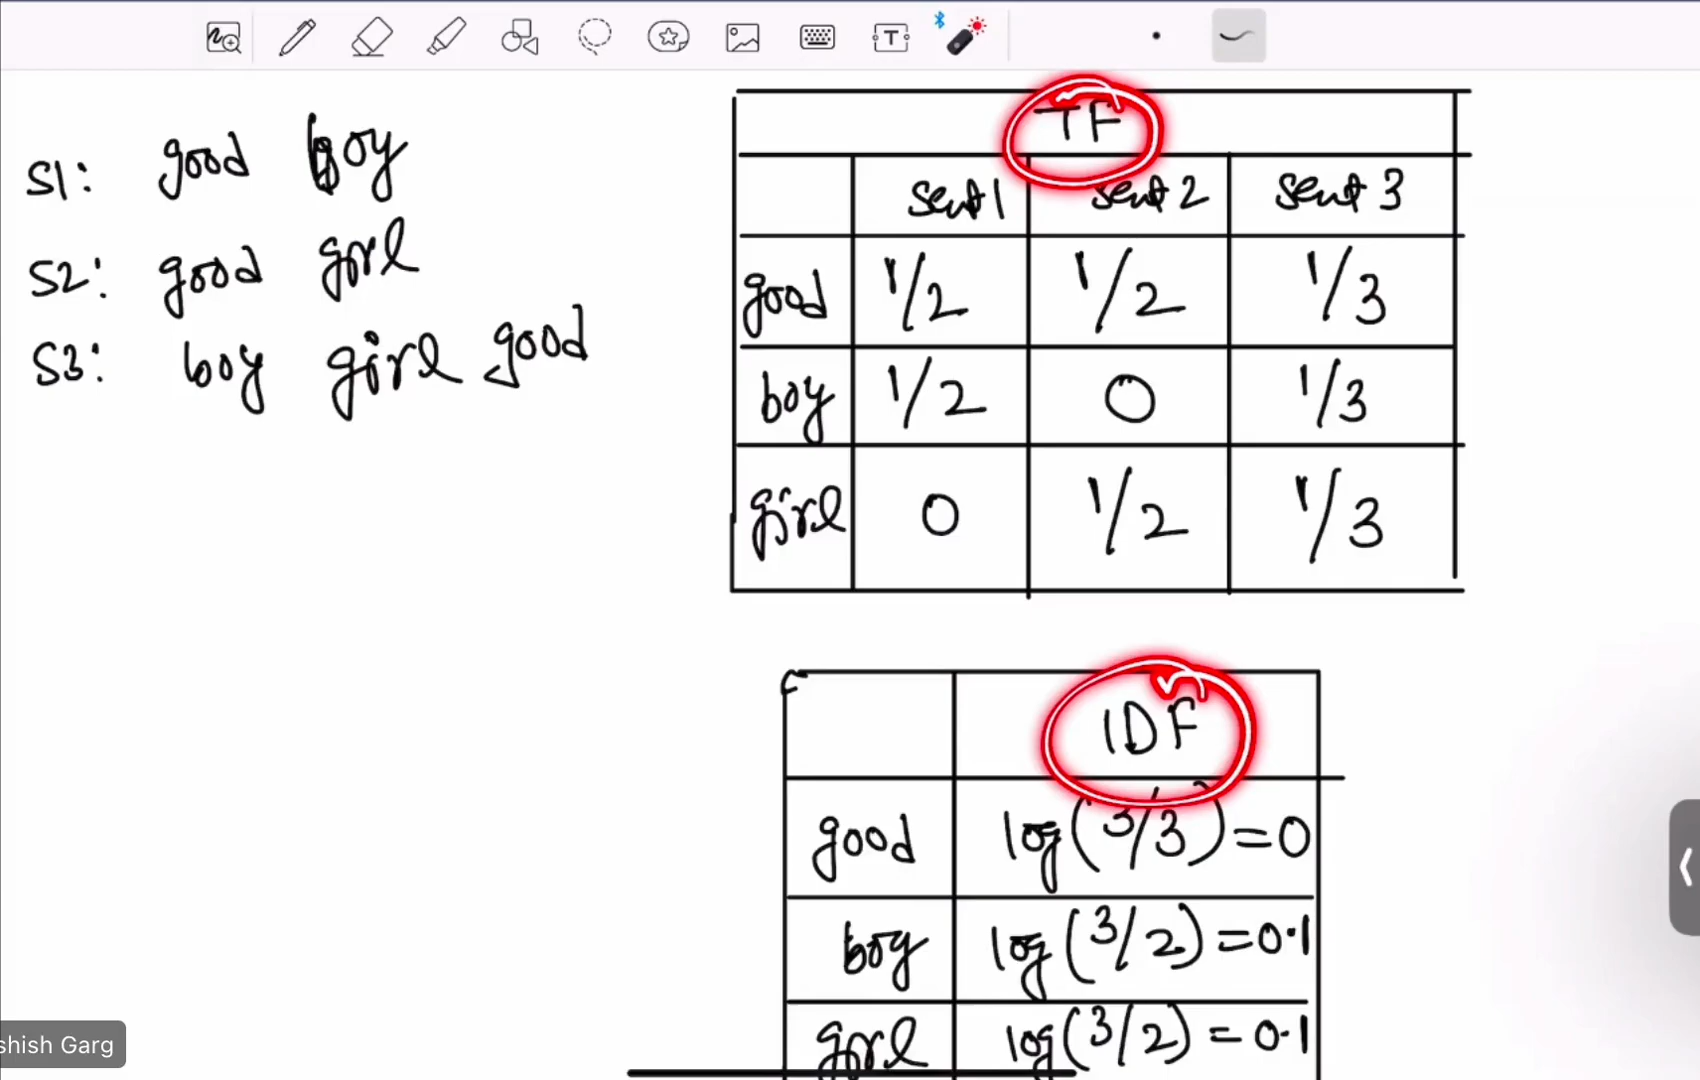 S1: good boy
S2: good girl
S3: boy girl good
TF
sent 1 sent 2 sent 3
good 1/2 1/2 1/3
boy 1/2 0 1/3
girl 0 1/2 1/3
IDF
good log(3/3)=0
boy log(3/2)=0.1
girl log(3/2)=0.1
shish Garg